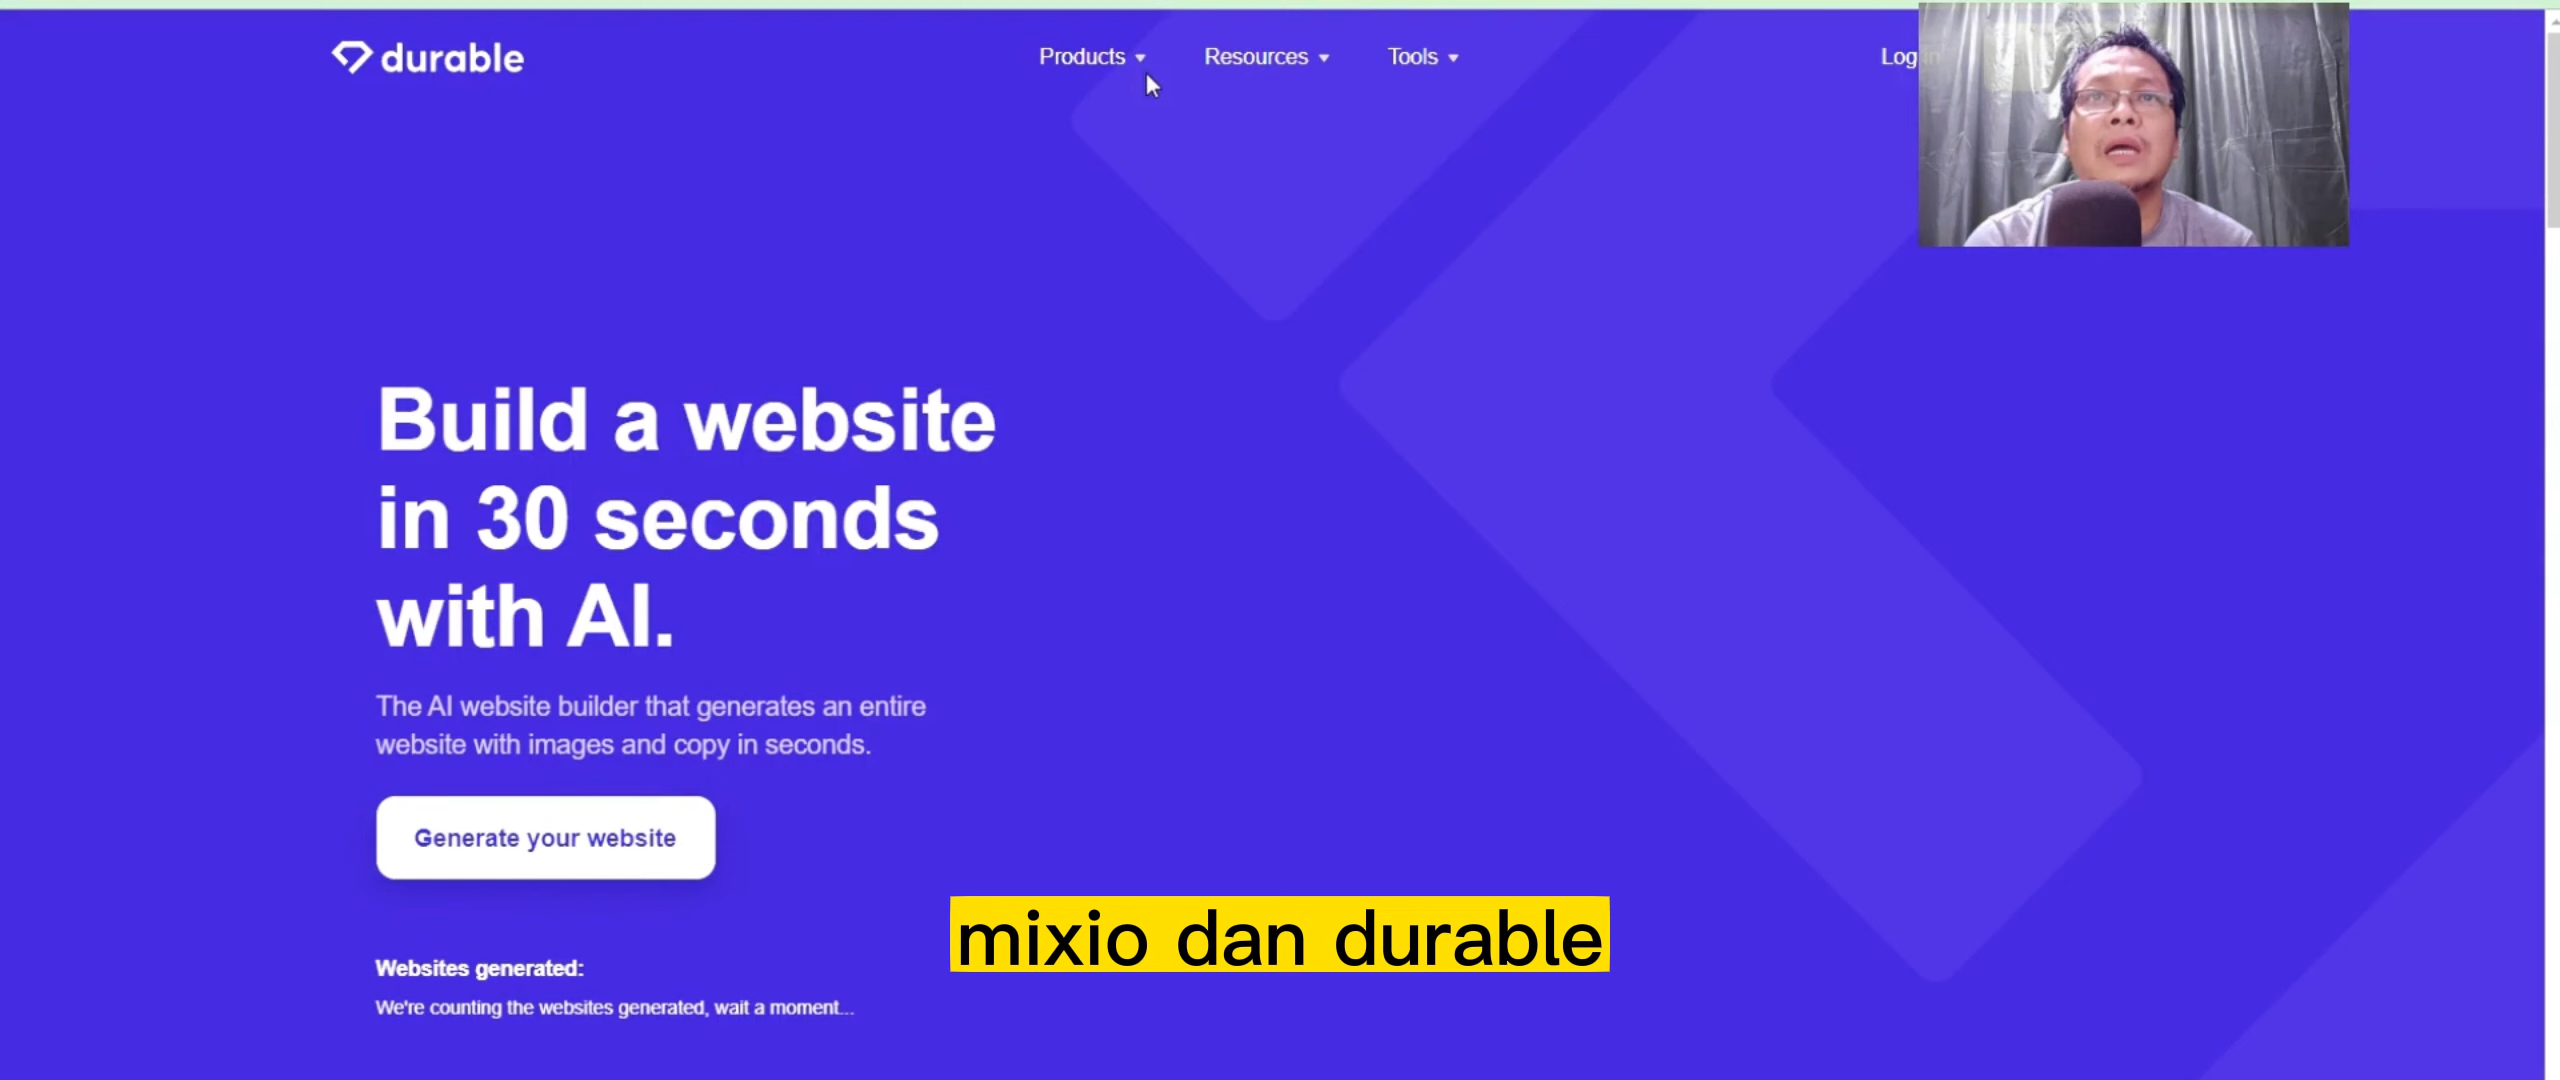 durable
Products
Resources
Tools
Log in
Build a website
in 30 seconds
with AI.
The AI website builder that generates an entire
website with images and copy in seconds.
Generate your website
Websites generated:
We're counting the websites generated, wait a moment...
mixio dan durable